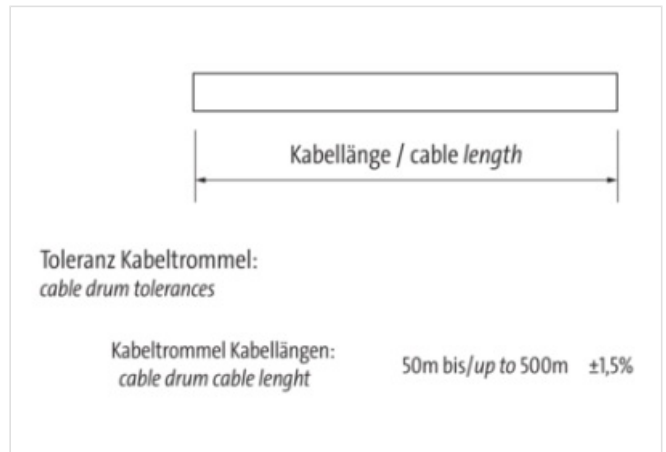 Kabellänge / cable length
Toleranz Kabeltrommel:
cable drum tolerances
Kabeltrommel Kabellängen:
cable drum cable lenght
50m bis/up to 500m ±1,5%